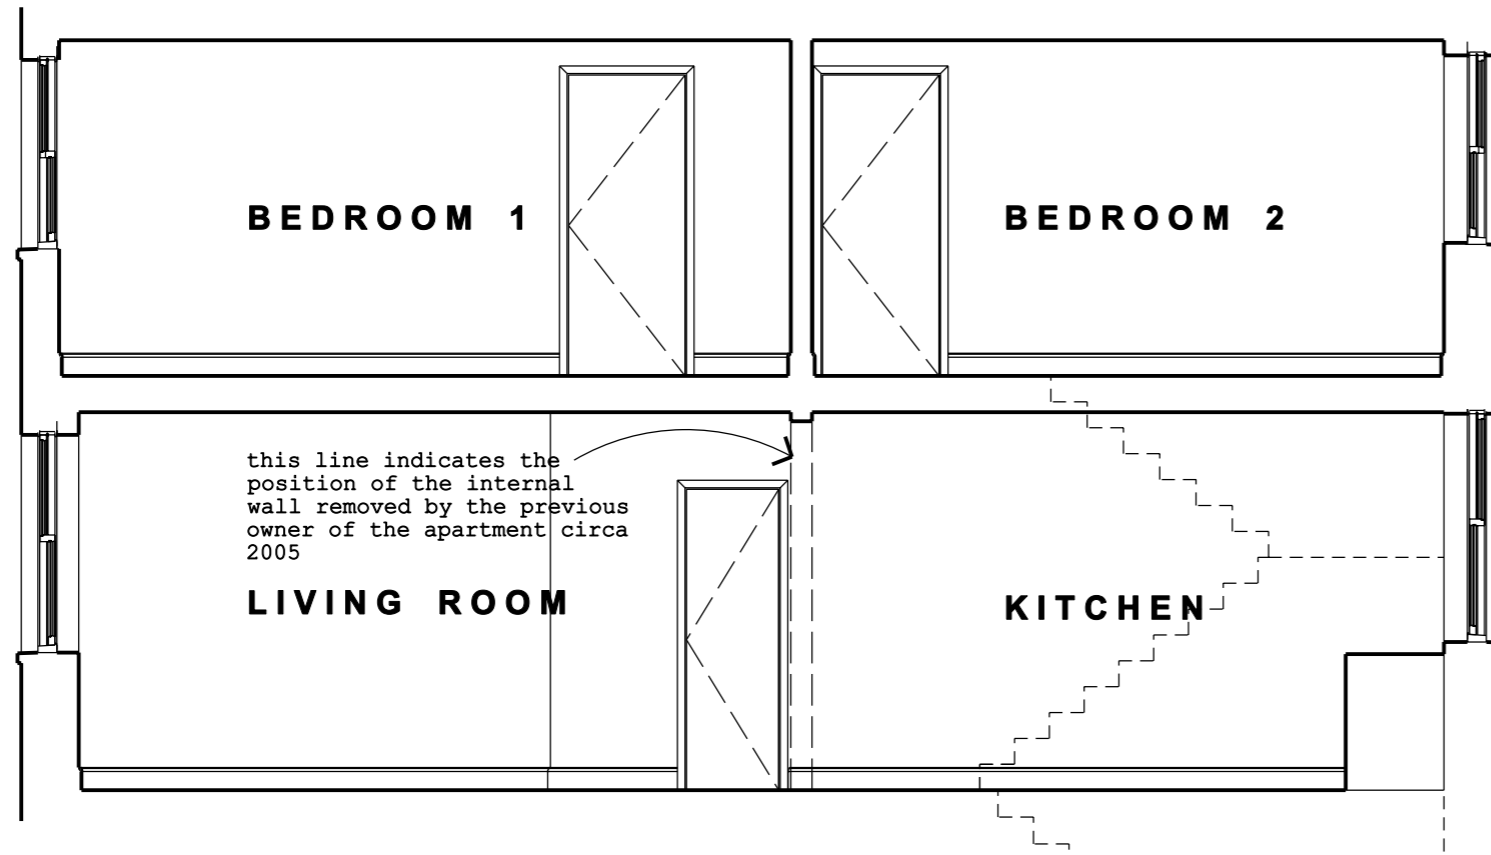 BEDROOM 1
BEDROOM 2
this line indicates the
position of the internal
wall removed by the previous
owner of the apartment circa
2005
LIVING ROOM
KITCHEN